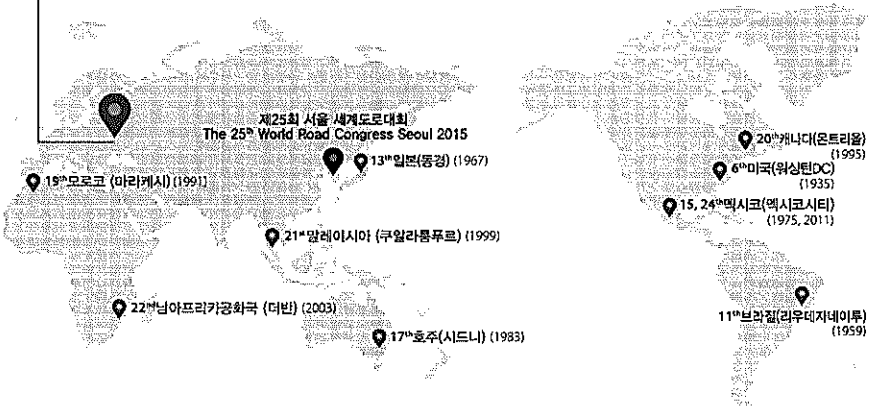 제25회 서울 세계도로대회
The 25th World Road Congress Seoul 2015
20th캐나다(몬트리올)
(1995)
13th일본(동경) (1967)
6th미국(워싱턴DC)
(1935)
19th모로코 (마라케시) (1991)
15, 24th멕시코(멕시코시티)
(1975, 2011)
21st말레이시아 (쿠알라룸푸르) (1999)
22nd남아프리카공화국 (더반) (2003)
11th브라질(리우데자네이루)
(1959)
17th호주(시드니) (1983)